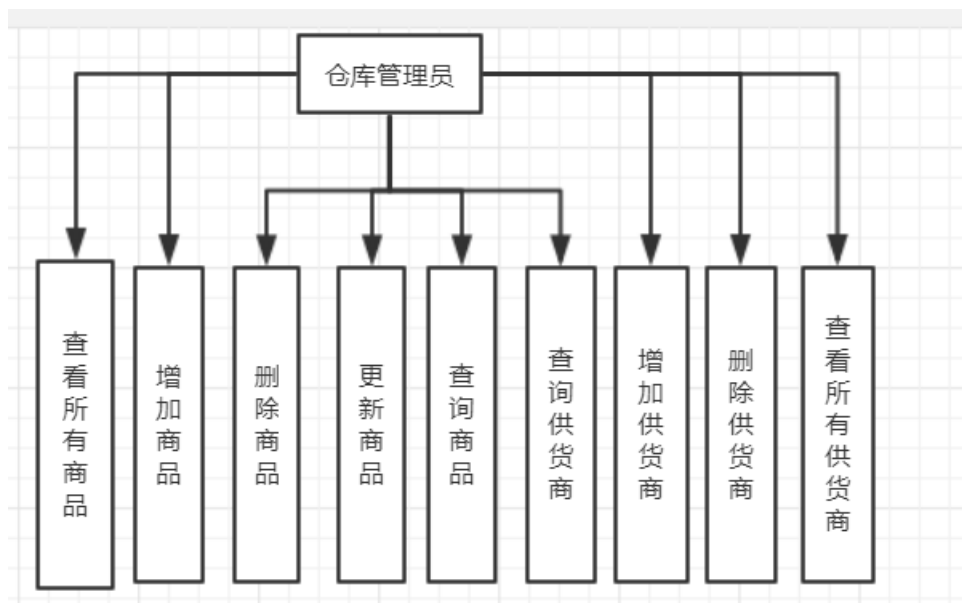 仓库管理员
查看所有商品
增加商品
删除商品
更新商品
查询商品
查询供货商
增加供货商
删除供货商
查看所有供货商